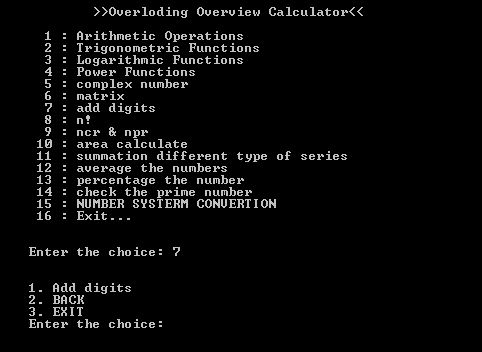 >>Overloding Overview Calculator<<
1 : Arithmetic Operations
2 : Trigonometric Functions
3 : Logarithmic Functions
4 : Power Functions
5 : complex number
6 : matrix
7 : add digits
8 : n!
9 : ncr & npr
10 : area calculate
11 : summation different type of series
12 : average the numbers
13 : percentage the number
14 : check the prime number
15 : NUMBER SYSTERM CONVERTION
16 : Exit...
Enter the choice: 7
1. Add digits
2. BACK
3. EXIT
Enter the choice: